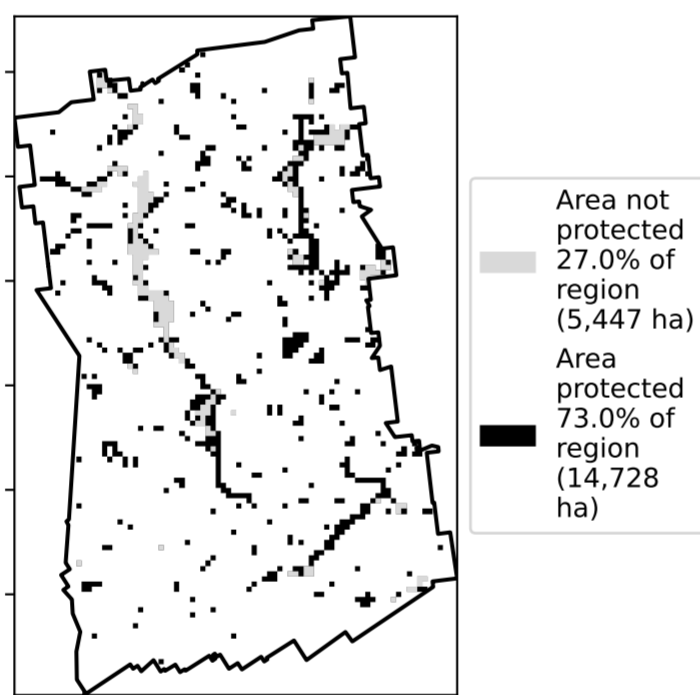 Area not
protected
27.0% of
region
(5,447 ha)
Area
protected
73.0% of
region
(14,728
ha)